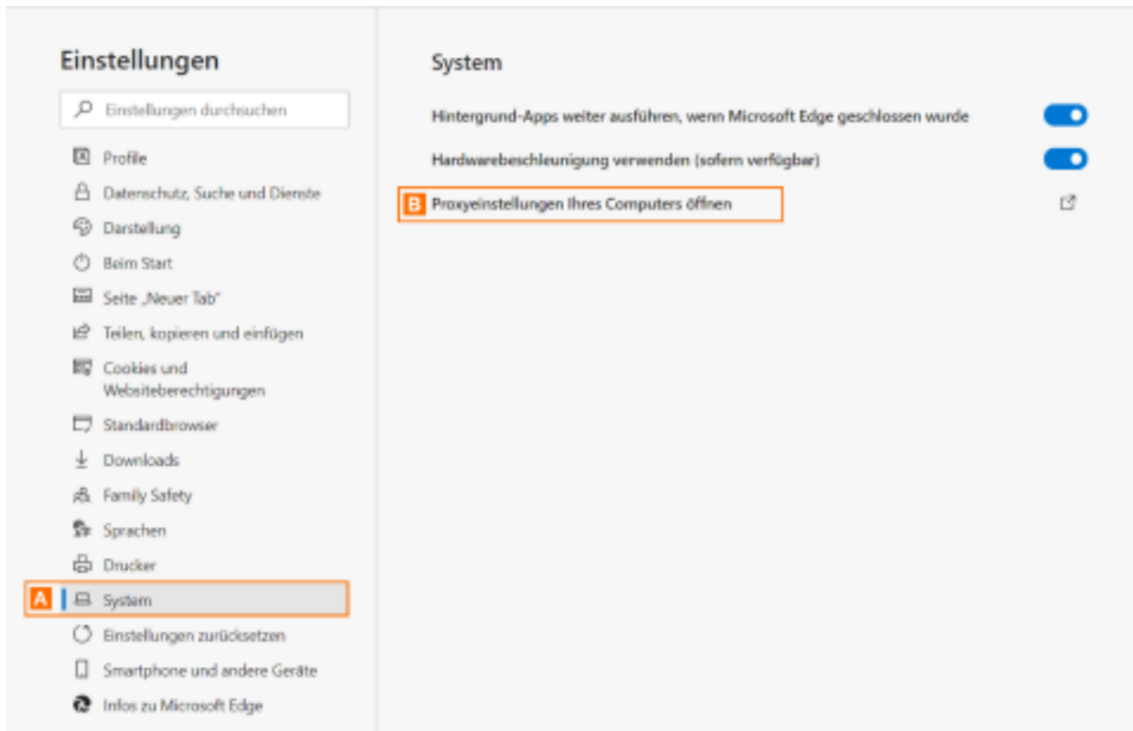 Einstellungen
Einstellungen durchsuchen
Profile
Datenschutz, Suche und Dienste
Darstellung
Beim Start
Seite „Neuer Tab"
Teilen, kopieren und einfügen
Cookies und
Websiteberechtigungen
Standardbrowser
Downloads
Family Safety
Sprachen
Drucker
A System
Einstellungen zurücksetzen
Smartphone und andere Geräte
Infos zu Microsoft Edge
System
Hintergrund-Apps weiter ausführen, wenn Microsoft Edge geschlossen wurde
Hardwarebeschleunigung verwenden (sofern verfügbar)
B Proxyeinstellungen Ihres Computers öffnen